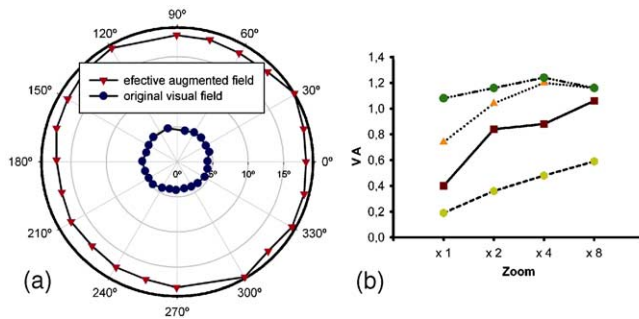 90º
120º
60º
efective augmented field
original visual field
150º
30º
180º
0º
5º
10º
15º
0º
210º
330º
240º
300º
270º
(a)
1,4
1,2
1,0
0,8
0,6
0,4
0,2
0,0
V A
x 1
x 2
x 4
x 8
Zoom
(b)